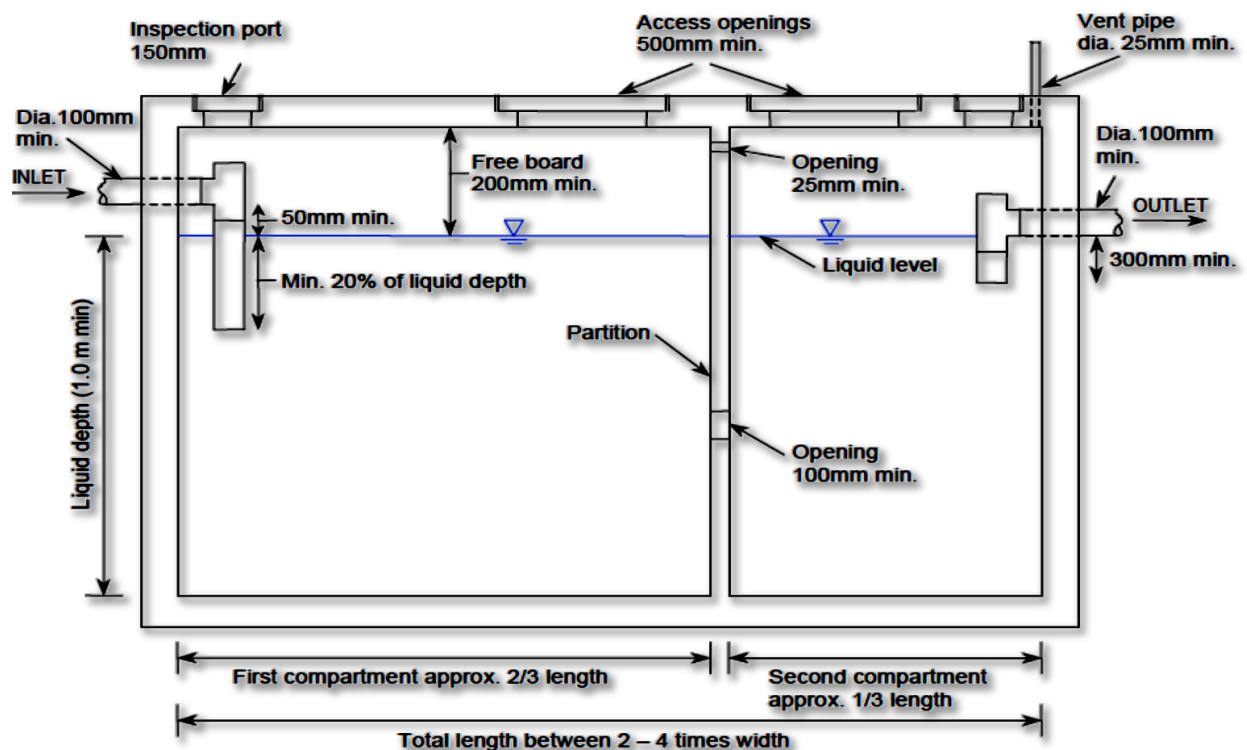 Inspection port
150mm
Access openings
500mm min.
Vent pipe
dia. 25mm min.
Dia.100mm
min.
INLET
Free board
200mm min.
Opening
25mm min.
Dia.100mm
min.
OUTLET
50mm min.
Liquid level
300mm min.
Min. 20% of liquid depth
Partition
Liquid depth (1.0 m min)
Opening
100mm min.
First compartment approx. 2/3 length
Second compartment
approx. 1/3 length
Total length between 2 – 4 times width